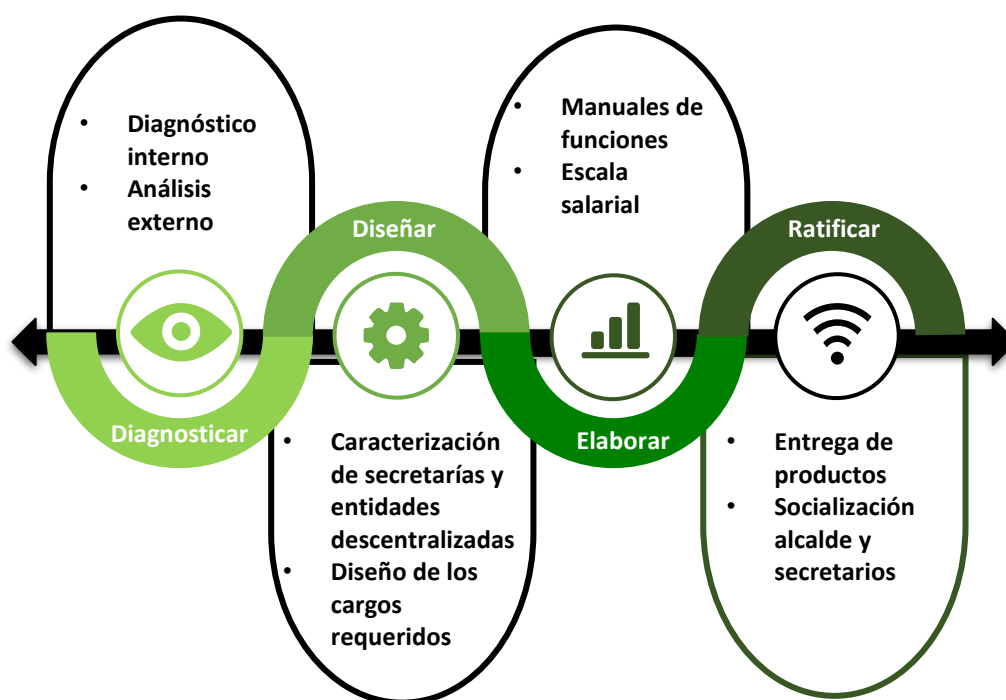 • Diagnóstico
interno
• Análisis
externo
Diagnosticar
Diseñar
• Caracterización
de secretarías y
entidades
descentralizadas
• Diseño de los
cargos
requeridos
• Manuales de
funciones
• Escala
salarial
Elaborar
Ratificar
• Entrega de
productos
• Socialización
alcalde y
secretarios